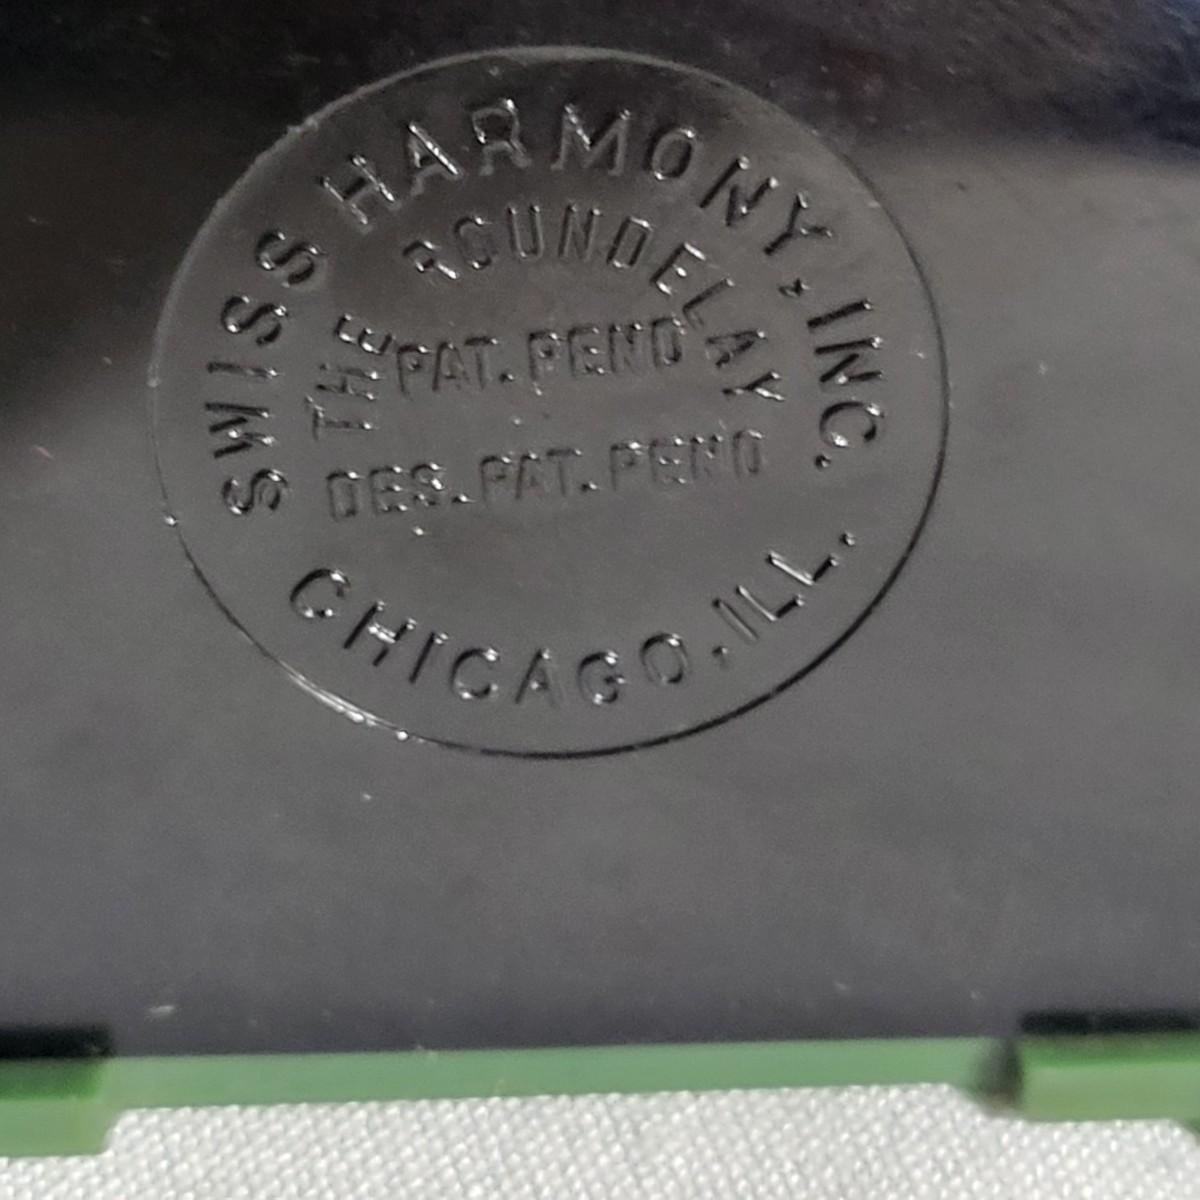 SWISS HARMONY, INC.
THE ROUNDELAY
PAT. PEND
DES. PAT. PEND
CHICAGO, ILL.